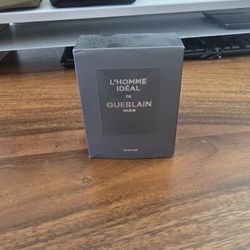 L'HOMME
IDÉAL
DE
GUERLAIN
PARIS
PARFUM